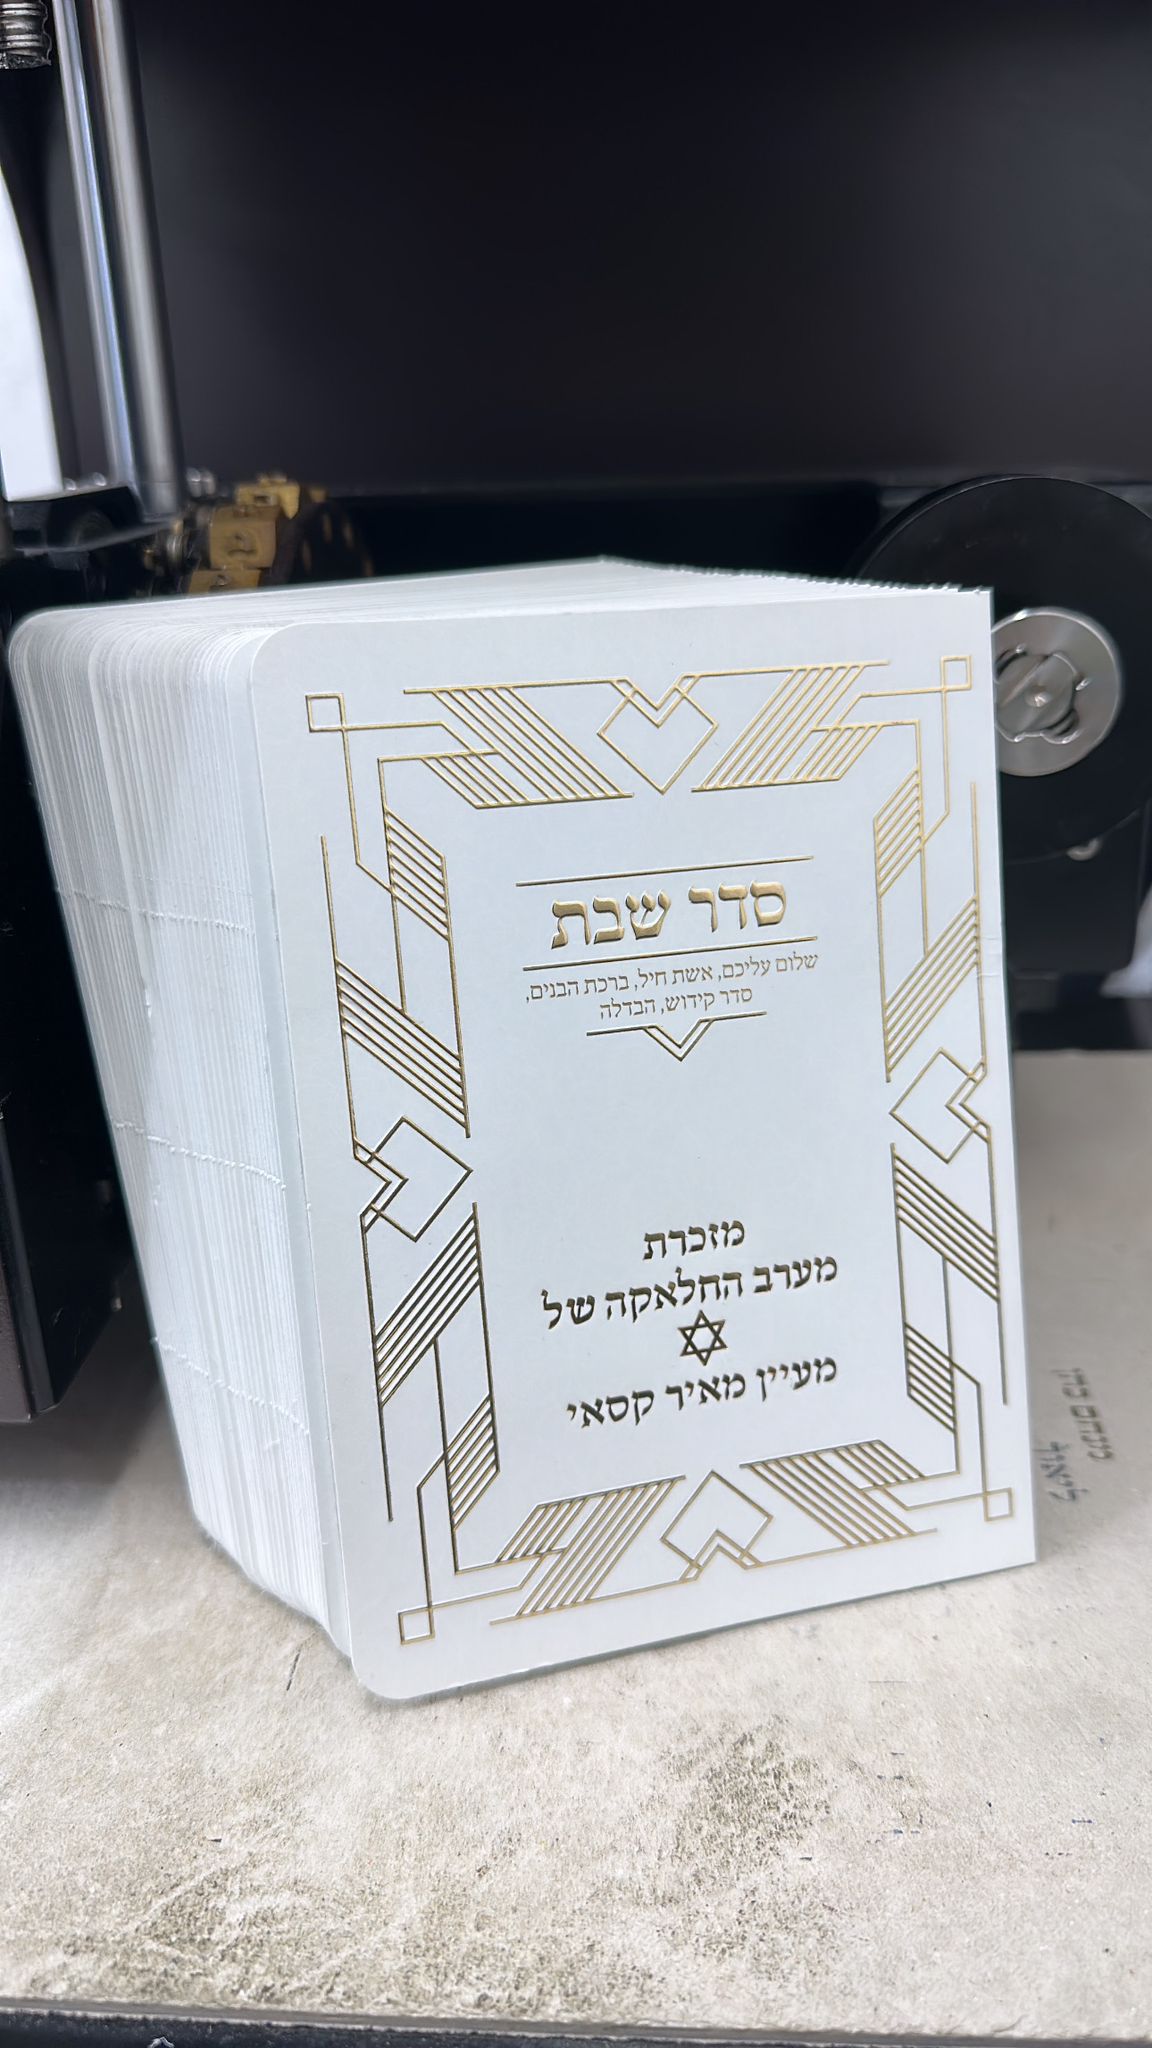 סדר שבת
שלום עליכם, אשת חיל, ברכת הבנים,
סדר קידוש, הבדלה
מזכרת
מערב החלאקה של
מעיין מאיר קסאי